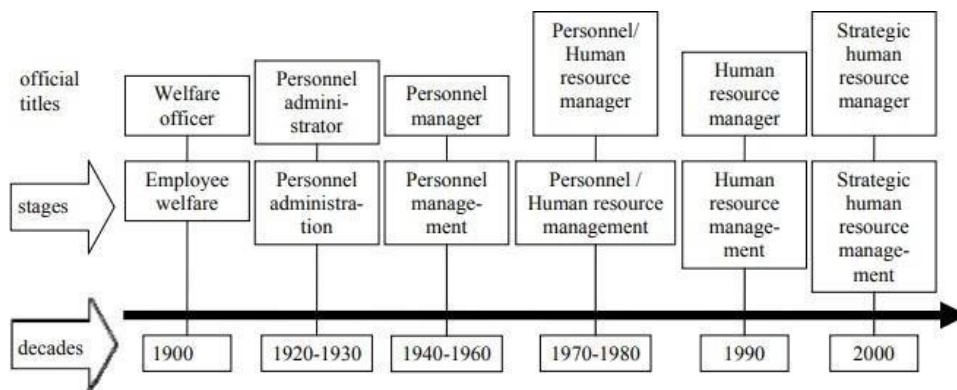 official
titles
Welfare
officer
Personnel
admini-
strator
Personnel
manager
Personnel/
Human
resource
manager
Human
resource
manager
Strategic
human
resource
manager
stages
Employee
welfare
Personnel
administra-
tion
Personnel
manage-
ment
Personnel /
Human resource
management
Human
resource
manage-
ment
Strategic
human
resource
manage-
ment
decades
1900
1920-1930
1940-1960
1970-1980
1990
2000